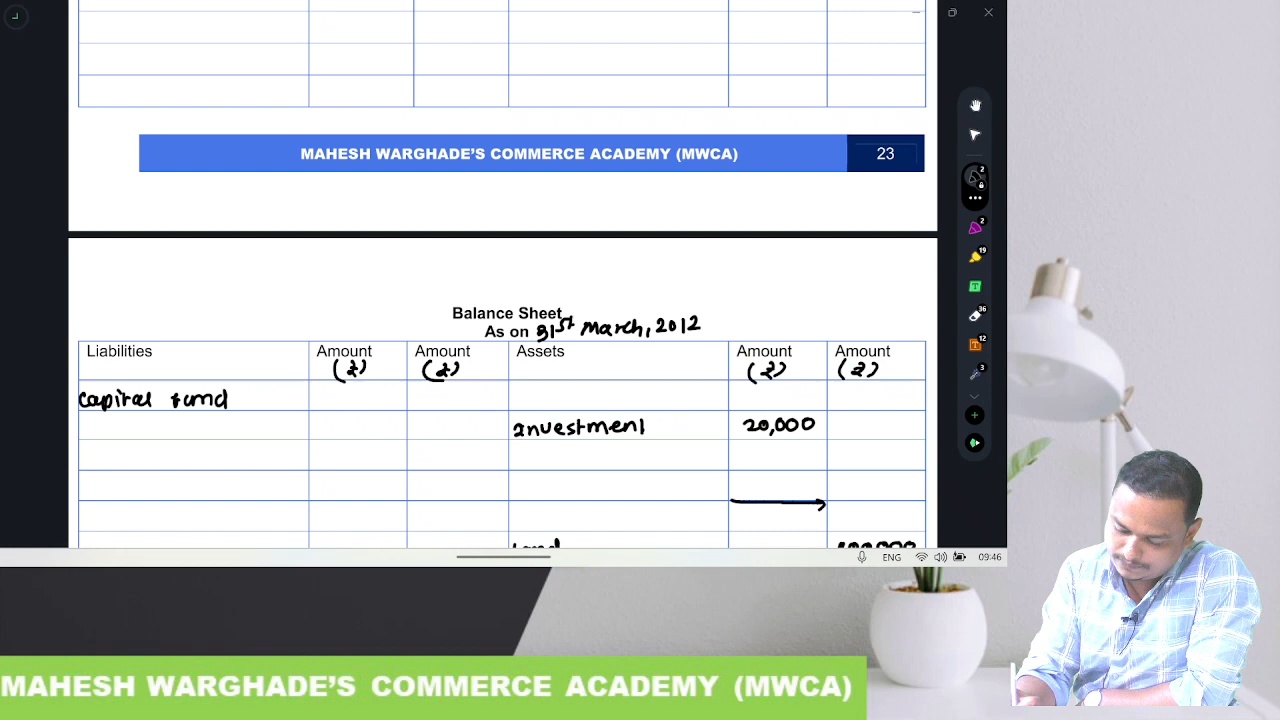 MAHESH WARGHADE'S COMMERCE ACADEMY (MWCA) 23
Balance Sheet
As on 31st March, 2012
Liabilities Amount Amount Assets Amount Amount
(₹) (₹) (₹) (₹)
Capital fund
Investment 20,000
ENG 09:46
MAHESH WARGHADE'S COMMERCE ACADEMY (MWCA)